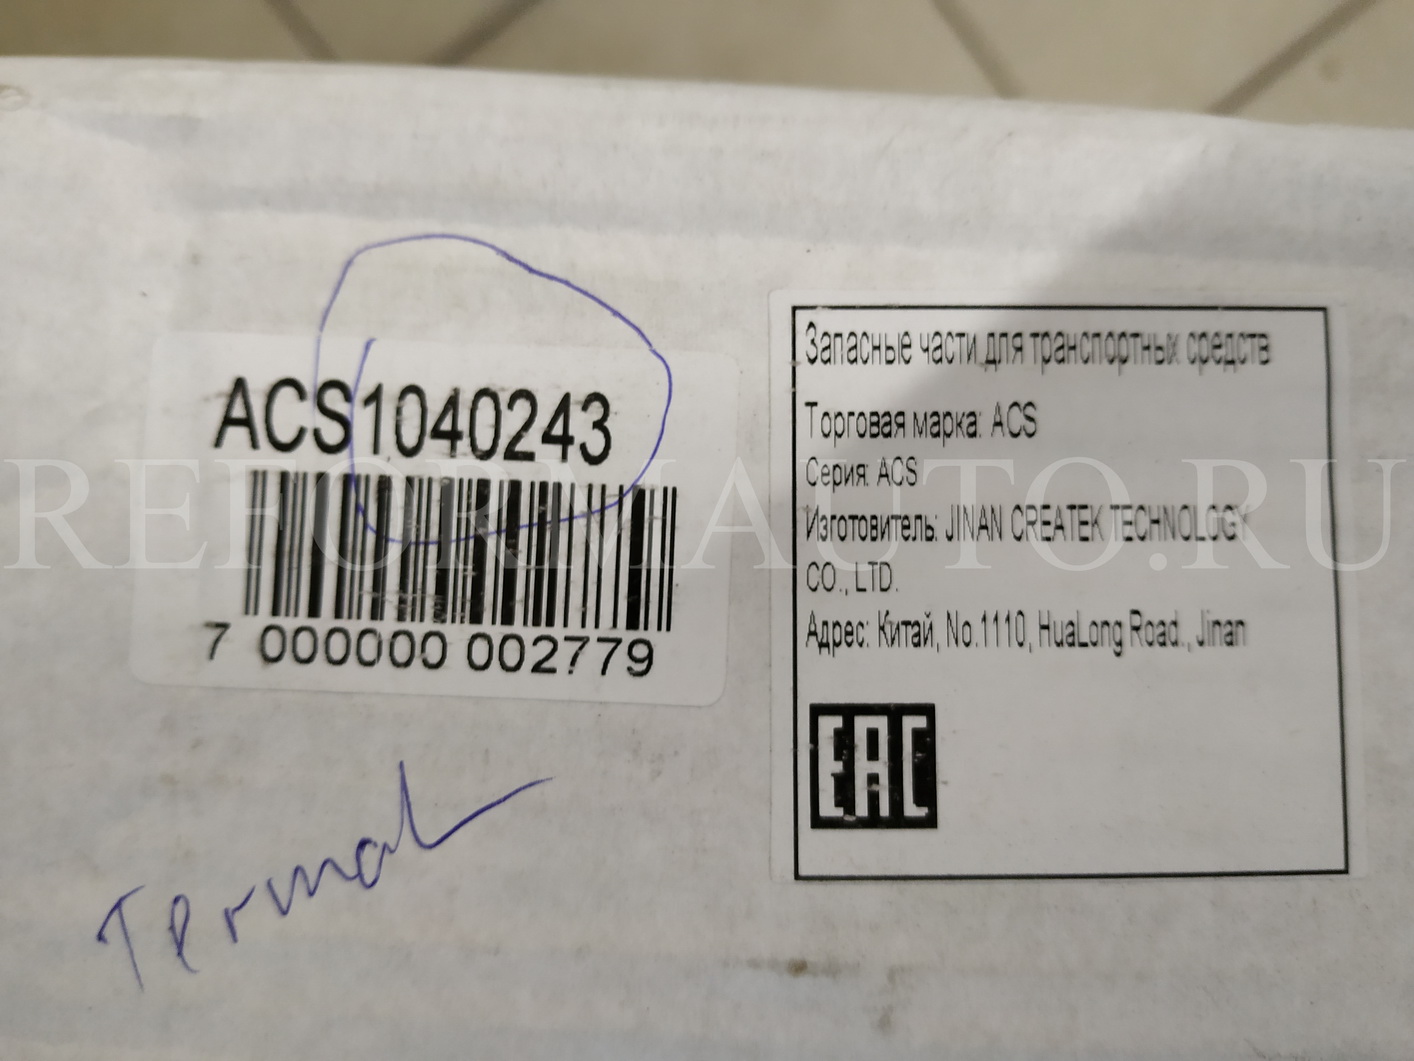 ACS1040243
7 000000 002779
Termal
Запасные части для транспортных средств
Торговая марка: ACS
Серия: ACS
Изготовитель: JINAN CREATEK TECHNOLOGY
CO., LTD.
Адрес: Китай, No.1110, HuaLong Road., Jinan
EAC
REFORMAUTO.RU